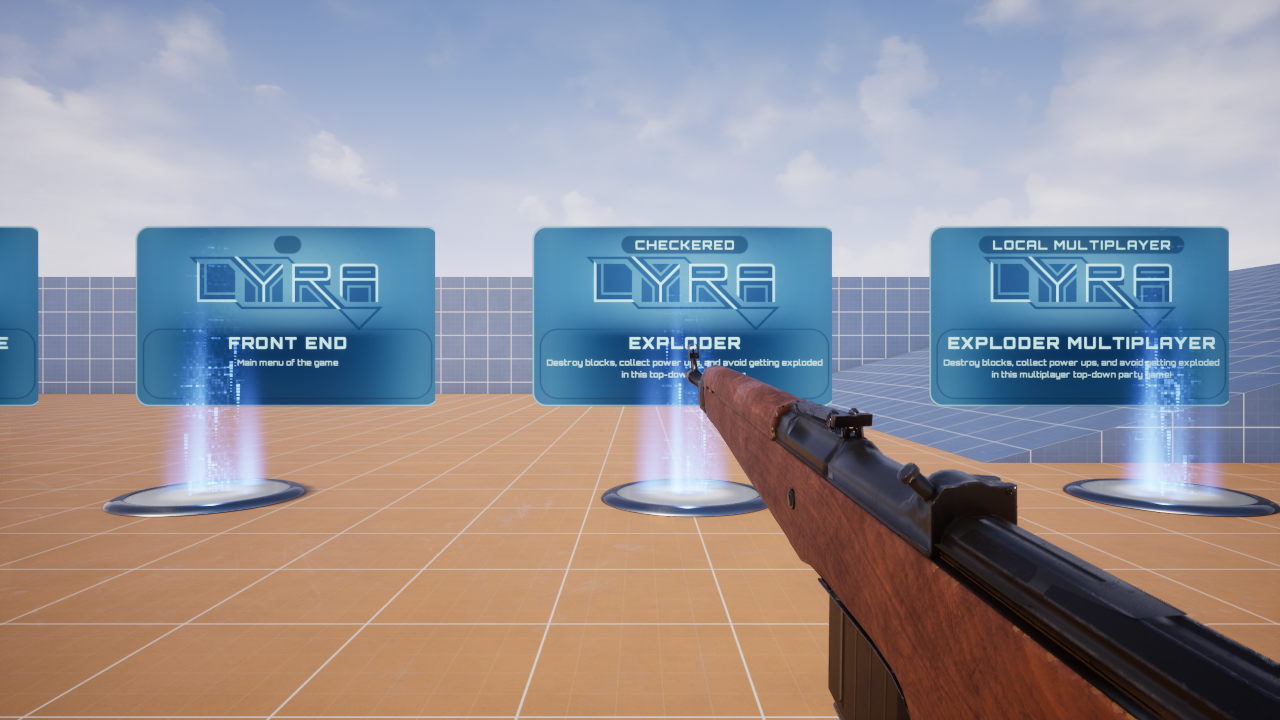 E
LYRA
FRONT END
Main menu of the game
CHECKERED
LYRA
EXPLODER
Destroy blocks, collect power ups, and avoid getting exploded
in this top-down
LOCAL MULTIPLAYER
LYRA
EXPLODER MULTIPLAYER
Destroy blocks, collect power ups, and avoid getting exploded
in this multiplayer top-down party game!